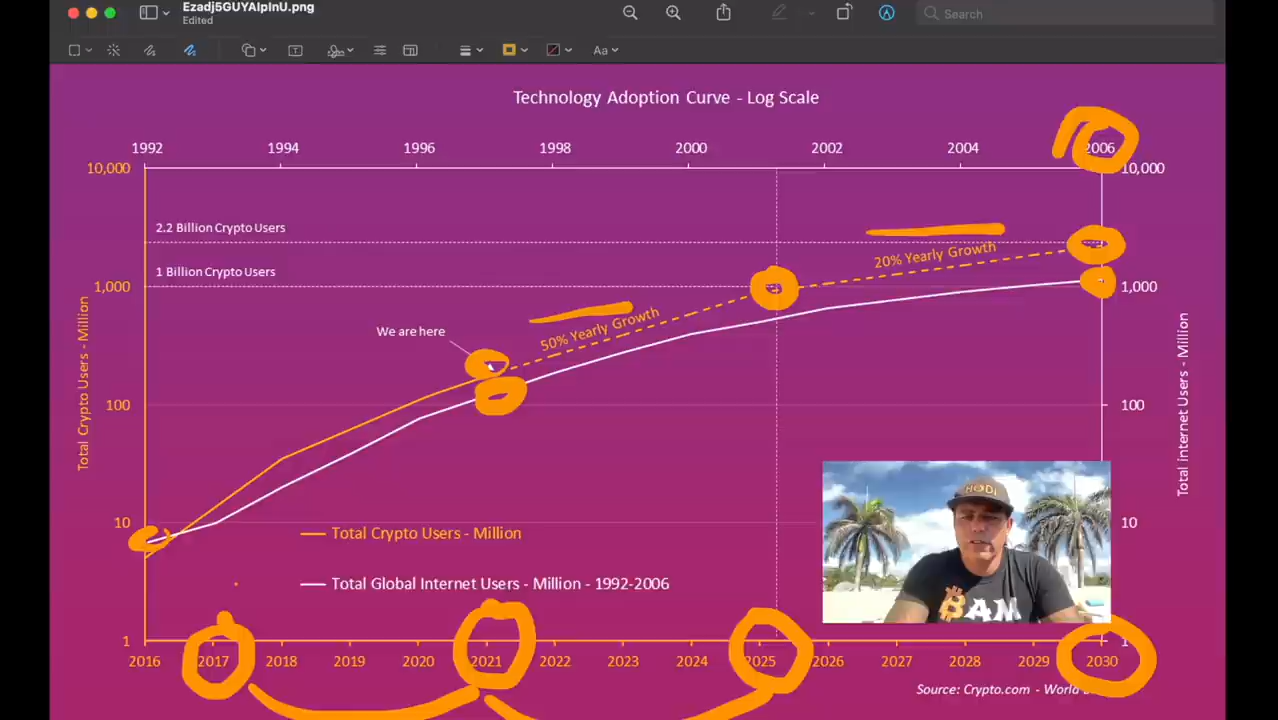 Ezadj5GUYAIpInU.png
Edited
Search
Aa
Technology Adoption Curve - Log Scale
1992 1994 1996 1998 2000 2002 2004 2006
10,000 10,000
2.2 Billion Crypto Users
20% Yearly Growth
1 Billion Crypto Users
1,000 1,000
50% Yearly Growth
We are here
Total Crypto Users - Million
Total internet Users - Million
100 100
10 10
HODL
Total Crypto Users - Million
Total Global Internet Users - Million - 1992-2006
BAM
1 1
2016 2017 2018 2019 2020 2021 2022 2023 2024 2025 2026 2027 2028 2029 2030
Source: Crypto.com - World